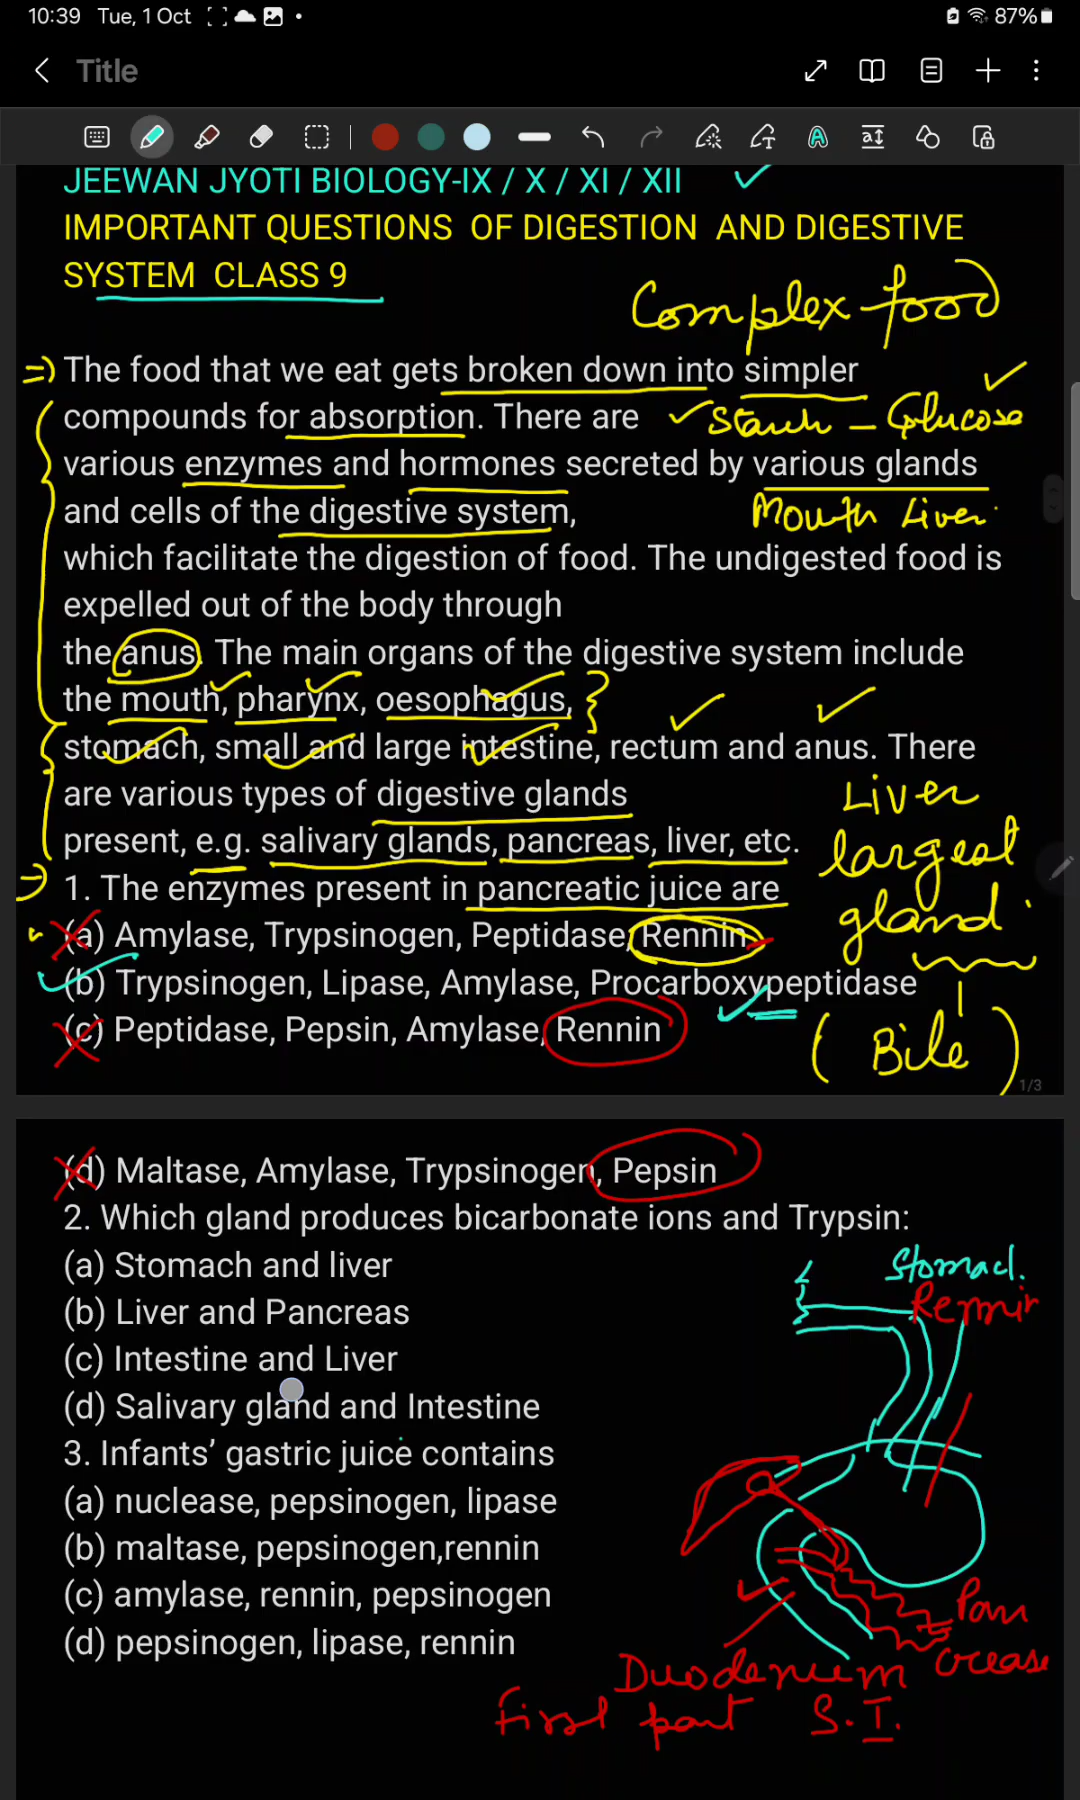 10:39 Tue, 1 Oct
87%
Title
JEEWAN JYOTI BIOLOGY-IX / X / XI / XII
IMPORTANT QUESTIONS OF DIGESTION AND DIGESTIVE
SYSTEM CLASS 9
Complex food
The food that we eat gets broken down into simpler
compounds for absorption. There are
Starch - Glucose
various enzymes and hormones secreted by various glands
and cells of the digestive system,
Mouth Liver
which facilitate the digestion of food. The undigested food is
expelled out of the body through
the anus. The main organs of the digestive system include
the mouth, pharynx, oesophagus,
stomach, small and large intestine, rectum and anus. There
are various types of digestive glands
present, e.g. salivary glands, pancreas, liver, etc.
Liver
largest
gland
(Bile)
1. The enzymes present in pancreatic juice are
(a) Amylase, Trypsinogen, Peptidase, Rennin
(b) Trypsinogen, Lipase, Amylase, Procarboxypeptidase
(c) Peptidase, Pepsin, Amylase, Rennin
1/3
(d) Maltase, Amylase, Trypsinogen, Pepsin
2. Which gland produces bicarbonate ions and Trypsin:
(a) Stomach and liver
(b) Liver and Pancreas
(c) Intestine and Liver
(d) Salivary gland and Intestine
3. Infants’ gastric juice contains
(a) nuclease, pepsinogen, lipase
(b) maltase, pepsinogen,rennin
(c) amylase, rennin, pepsinogen
(d) pepsinogen, lipase, rennin
Stomacl.
Rennin
Pan
crease
Duodenum
First part S.I.